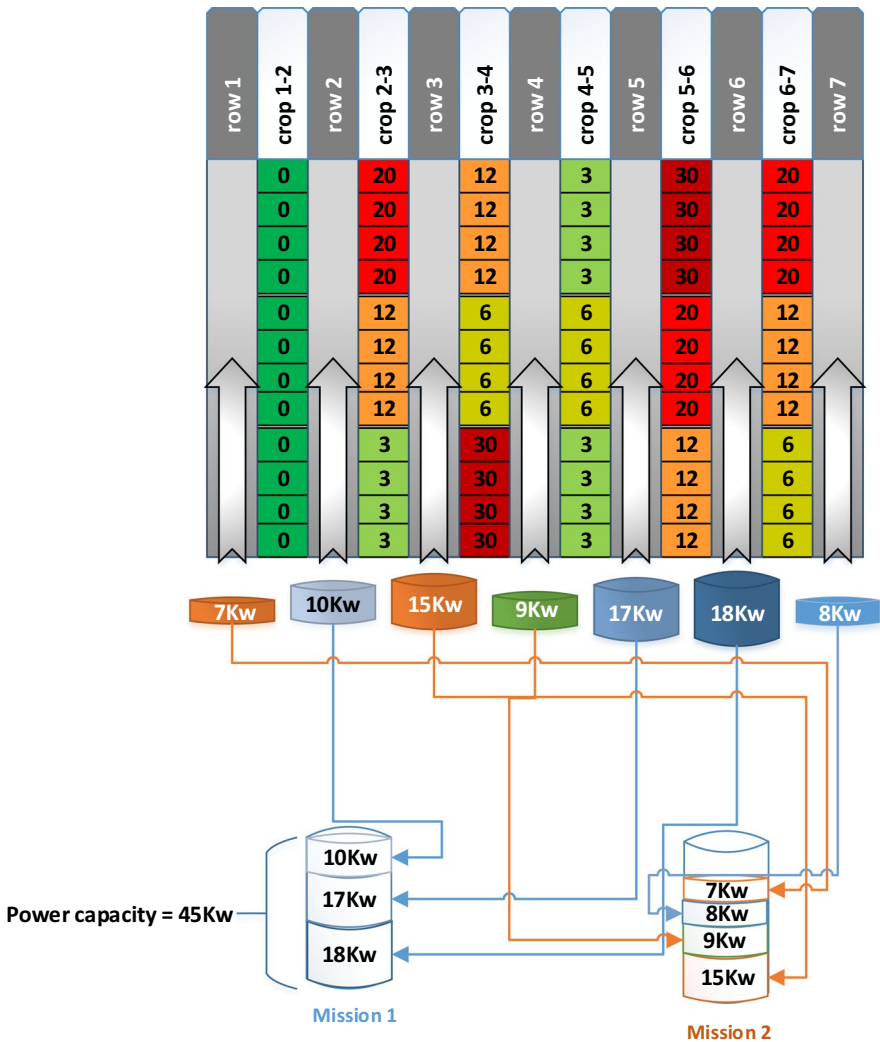 row 1 crop 1-2 row 2 crop 2-3 row 3 crop 3-4 row 4 crop 4-5 row 5 crop 5-6 row 6 crop 6-7 row 7
0 20 12 3 30 20
0 20 12 3 30 20
0 20 12 3 30 20
0 20 12 3 30 20
0 12 6 6 20 12
0 12 6 6 20 12
0 12 6 6 20 12
0 12 6 6 20 12
0 3 30 3 12 6
0 3 30 3 12 6
0 3 30 3 12 6
0 3 30 3 12 6
7Kw 10Kw 15Kw 9Kw 17Kw 18Kw 8Kw
Power capacity = 45Kw
10Kw
17Kw
18Kw
Mission 1
7Kw
8Kw
9Kw
15Kw
Mission 2